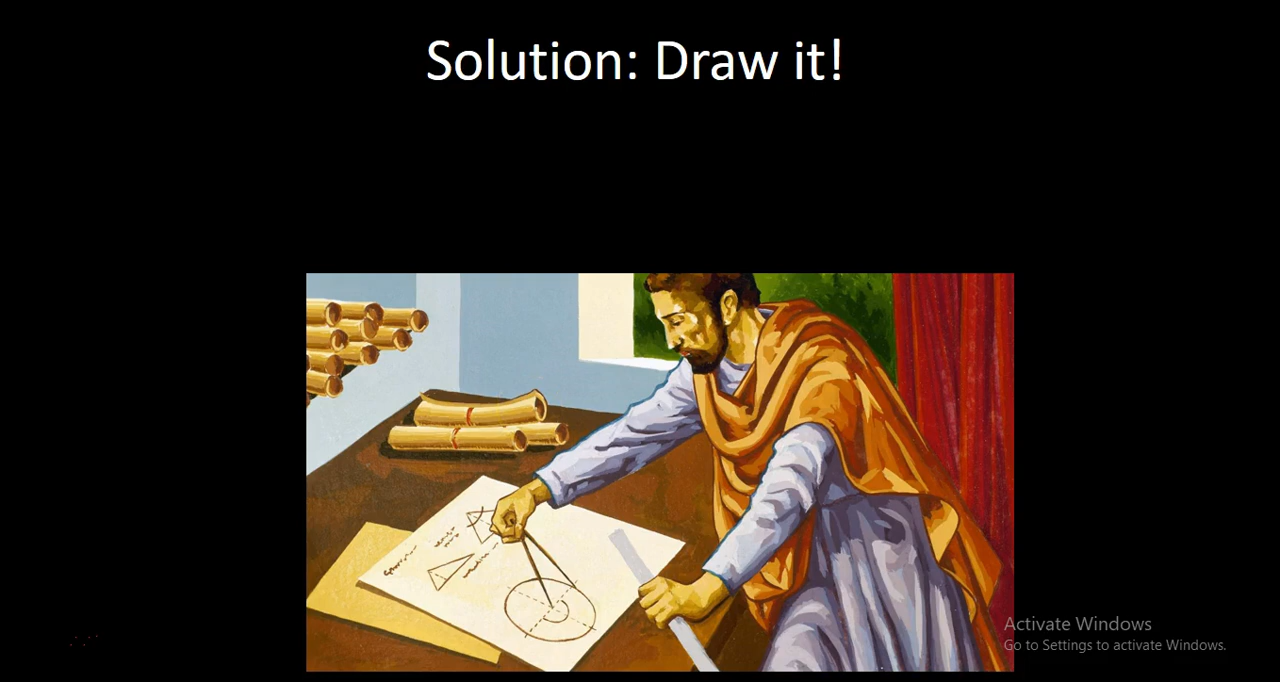 Solution: Draw it!
Activate Windows
Go to Settings to activate Windows.